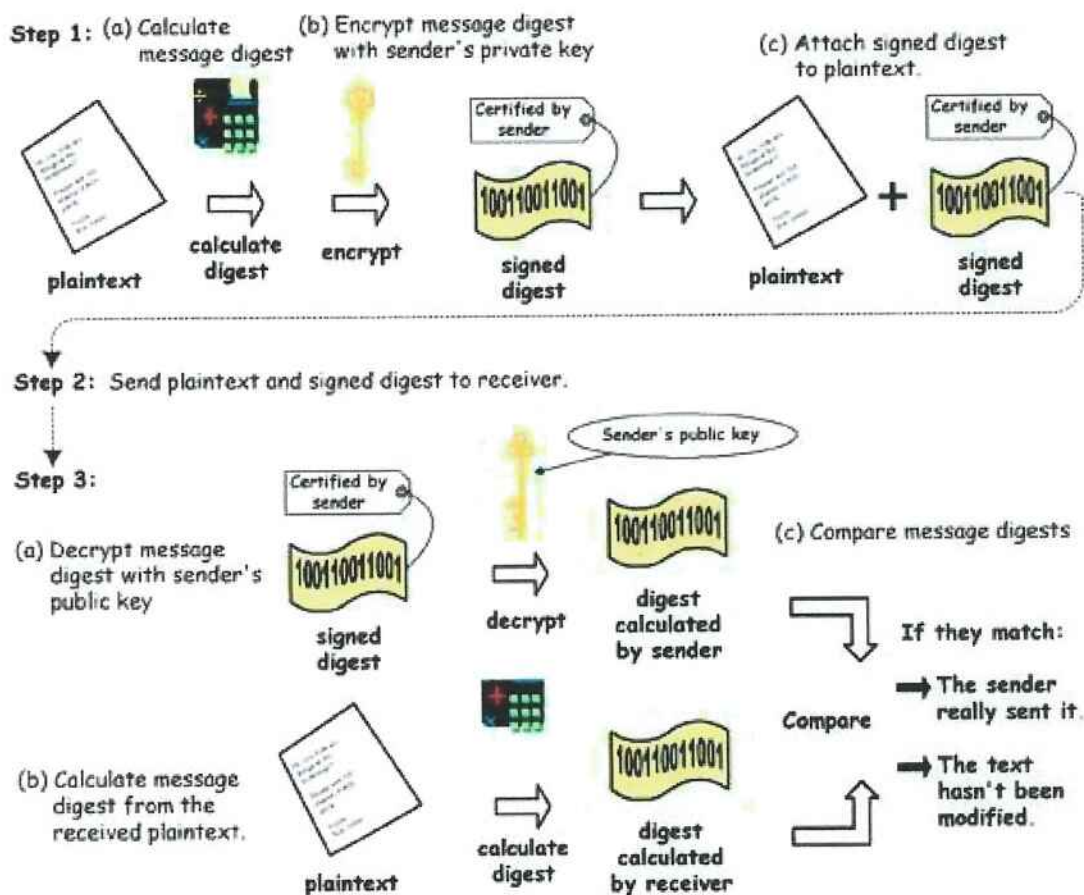 Step 1: (a) Calculate message digest
(b) Encrypt message digest with sender's private key
(c) Attach signed digest to plaintext.
Certified by sender
Certified by sender
100110011001
100110011001
calculate digest
encrypt
plaintext
signed digest
plaintext
+
signed digest
Step 2: Send plaintext and signed digest to receiver.
Step 3:
Sender's public key
Certified by sender
(a) Decrypt message digest with sender's public key
100110011001
signed digest
decrypt
100110011001
digest calculated by sender
(c) Compare message digests
If they match:
The sender really sent it.
Compare
The text hasn't been modified.
(b) Calculate message digest from the received plaintext.
plaintext
calculate digest
100110011001
digest calculated by receiver